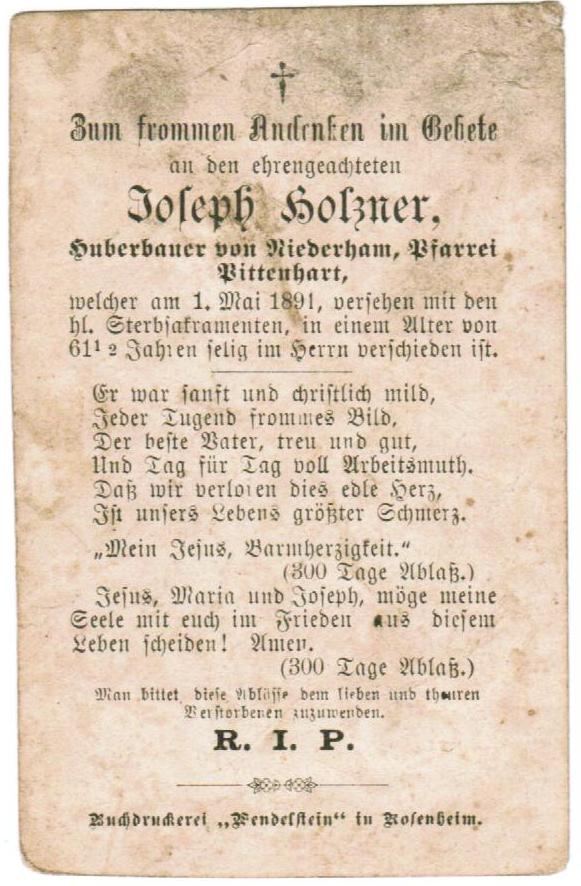 †
Zum frommen Andenken im Gebete
an den ehrengeachteten
Joseph Holzner,
Huberbauer von Niederham, Pfarrei
Pittenhart,
welcher am 1. Mai 1891, versehen mit den
hl. Sterbsakramenten, in einem Alter von
61 1/2 Jahren selig im Herrn verschieden ist.
Er war sanft und christlich mild,
Jeder Tugend frommes Bild,
Der beste Vater, treu und gut,
Und Tag für Tag voll Arbeitsmuth.
Daß wir verloren dies edle Herz,
Ist unsers Lebens größter Schmerz.
„Mein Jesus, Barmherzigkeit.“
(300 Tage Ablaß.)
Jesus, Maria und Joseph, möge meine
Seele mit euch im Frieden aus diesem
Leben scheiden! Amen.
(300 Tage Ablaß.)
Man bittet diese Ablässe dem lieben und theuren
Verstorbenen zuzuwenden.
R. I. P.
Buchdruckerei „Wendelstein“ in Rosenheim.